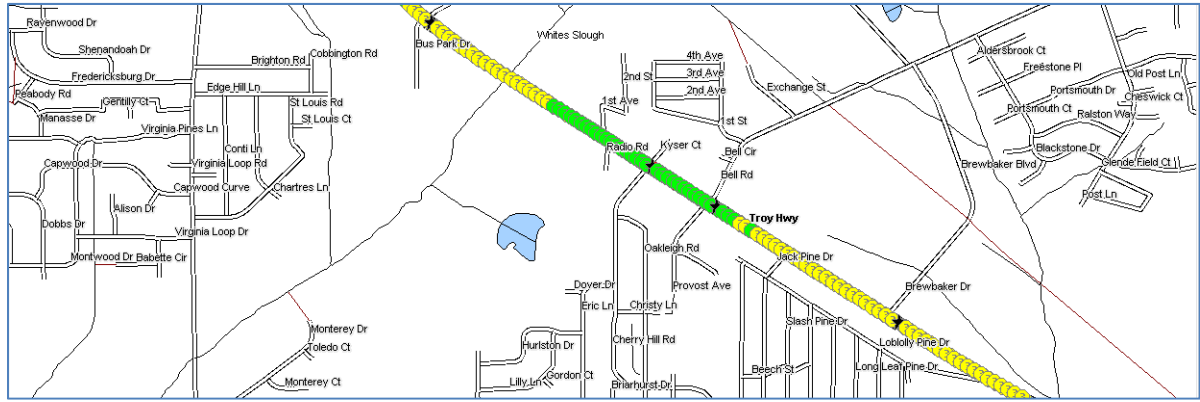 Ravenwood Dr
Shenandoah Dr
Fredericksburg Dr
Peabody Rd
Gentilly Ct
Manasse Dr
Virginia Pines Ln
Capwood Dr
Virginia Loop Rd
Capwood Curve
Alison Dr
Dobbs Dr
Virginia Loop Dr
Montwood Dr
Babette Cir
Brighton Rd
Cobbington Rd
Edge Hill Ln
St Louis Rd
St Louis Ct
Conti Ln
Chartres Ln
Monterey Dr
Toledo Ct
Monterey Ct
Bus Park Dr
Whites Slough
2nd St
4th Ave
3rd Ave
2nd Ave
1st Ave
1st St
Exchange St
Radio Rd
Kyser Ct
Bell Cir
Bell Rd
Troy Hwy
Oakleigh Rd
Provost Ave
Dover Dr
Eric Ln
Christy Ln
Cherry Hill Rd
Hurlston Dr
Gordon Ct
Lilly Ln
Briarhurst Dr
Jack Pine Dr
Brewbaker Dr
Slash Pine Dr
Loblolly Pine Dr
Beech St
Long Leaf Pine Dr
Aldersbrook Ct
Freestone Pl
Old Post Ln
Portsmouth Dr
Cheswick Ct
Portsmouth Ct
Ralston Way
Blackstone Dr
Brewbaker Blvd
Glende Field Ct
Post Ln